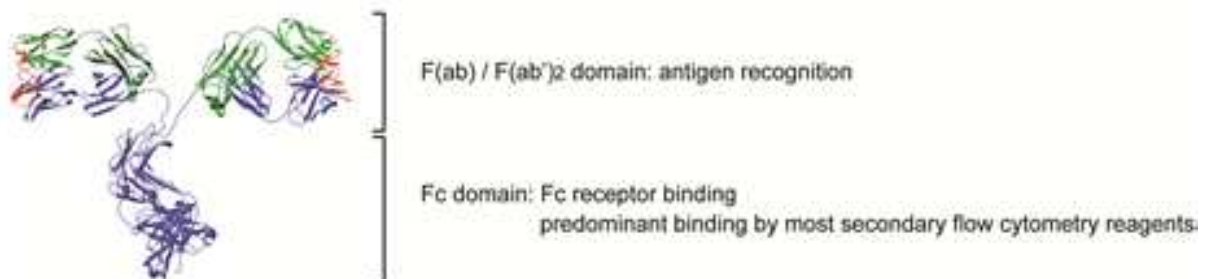 F(ab) / F(ab')2 domain: antigen recognition
Fc domain: Fc receptor binding
predominant binding by most secondary flow cytometry reagents